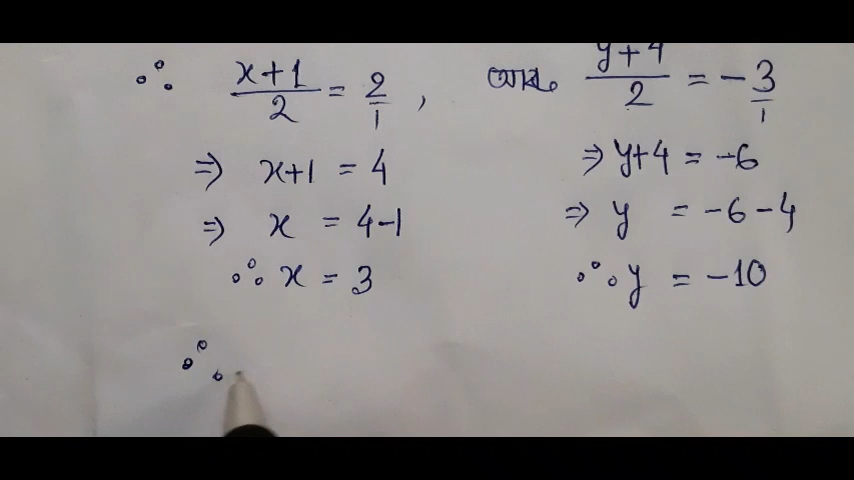 ∴ (x+1)/2 = 2/1 , আবার (y+4)/2 = -3/1
⇒ x+1 = 4 ⇒ y+4 = -6
⇒ x = 4-1 ⇒ y = -6-4
∴ x = 3 ∴ y = -10
∴